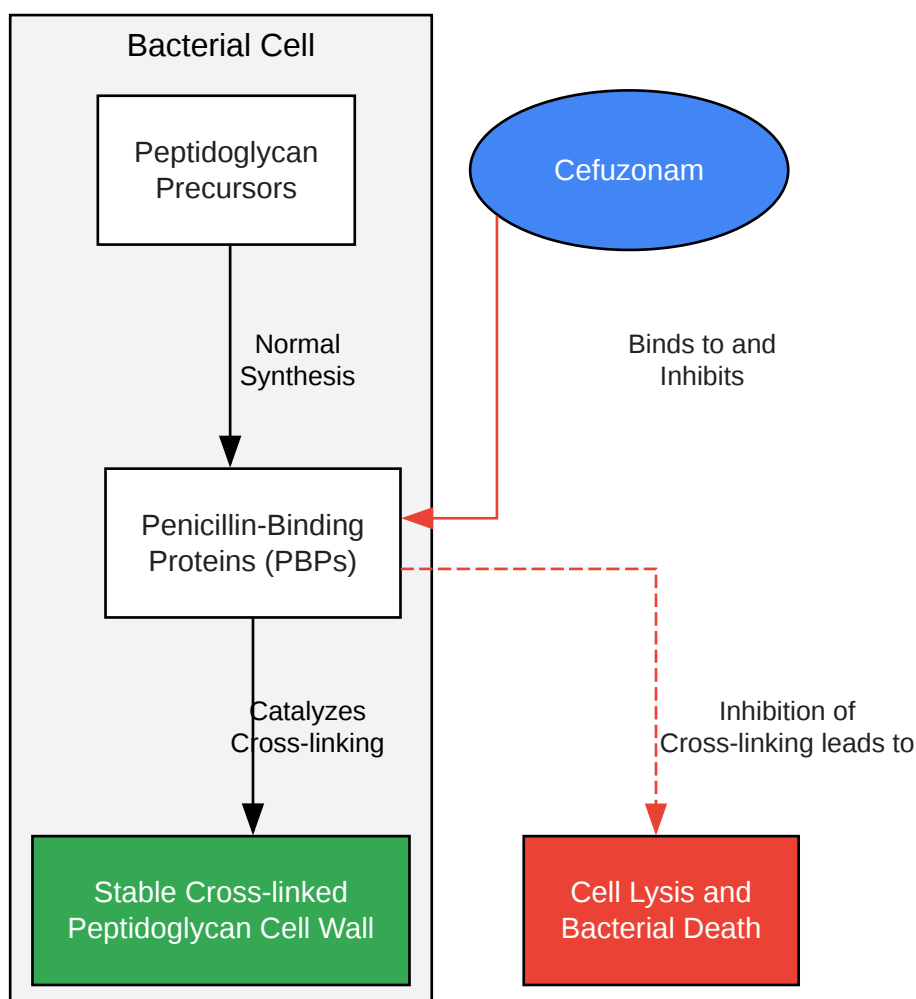 Bacterial Cell
Peptidoglycan
Precursors
Cefuzonam
Normal
Synthesis
Binds to and
Inhibits
Penicillin-Binding
Proteins (PBPs)
Catalyzes
Cross-linking
Inhibition of
Cross-linking leads to
Stable Cross-linked
Peptidoglycan Cell Wall
Cell Lysis and
Bacterial Death